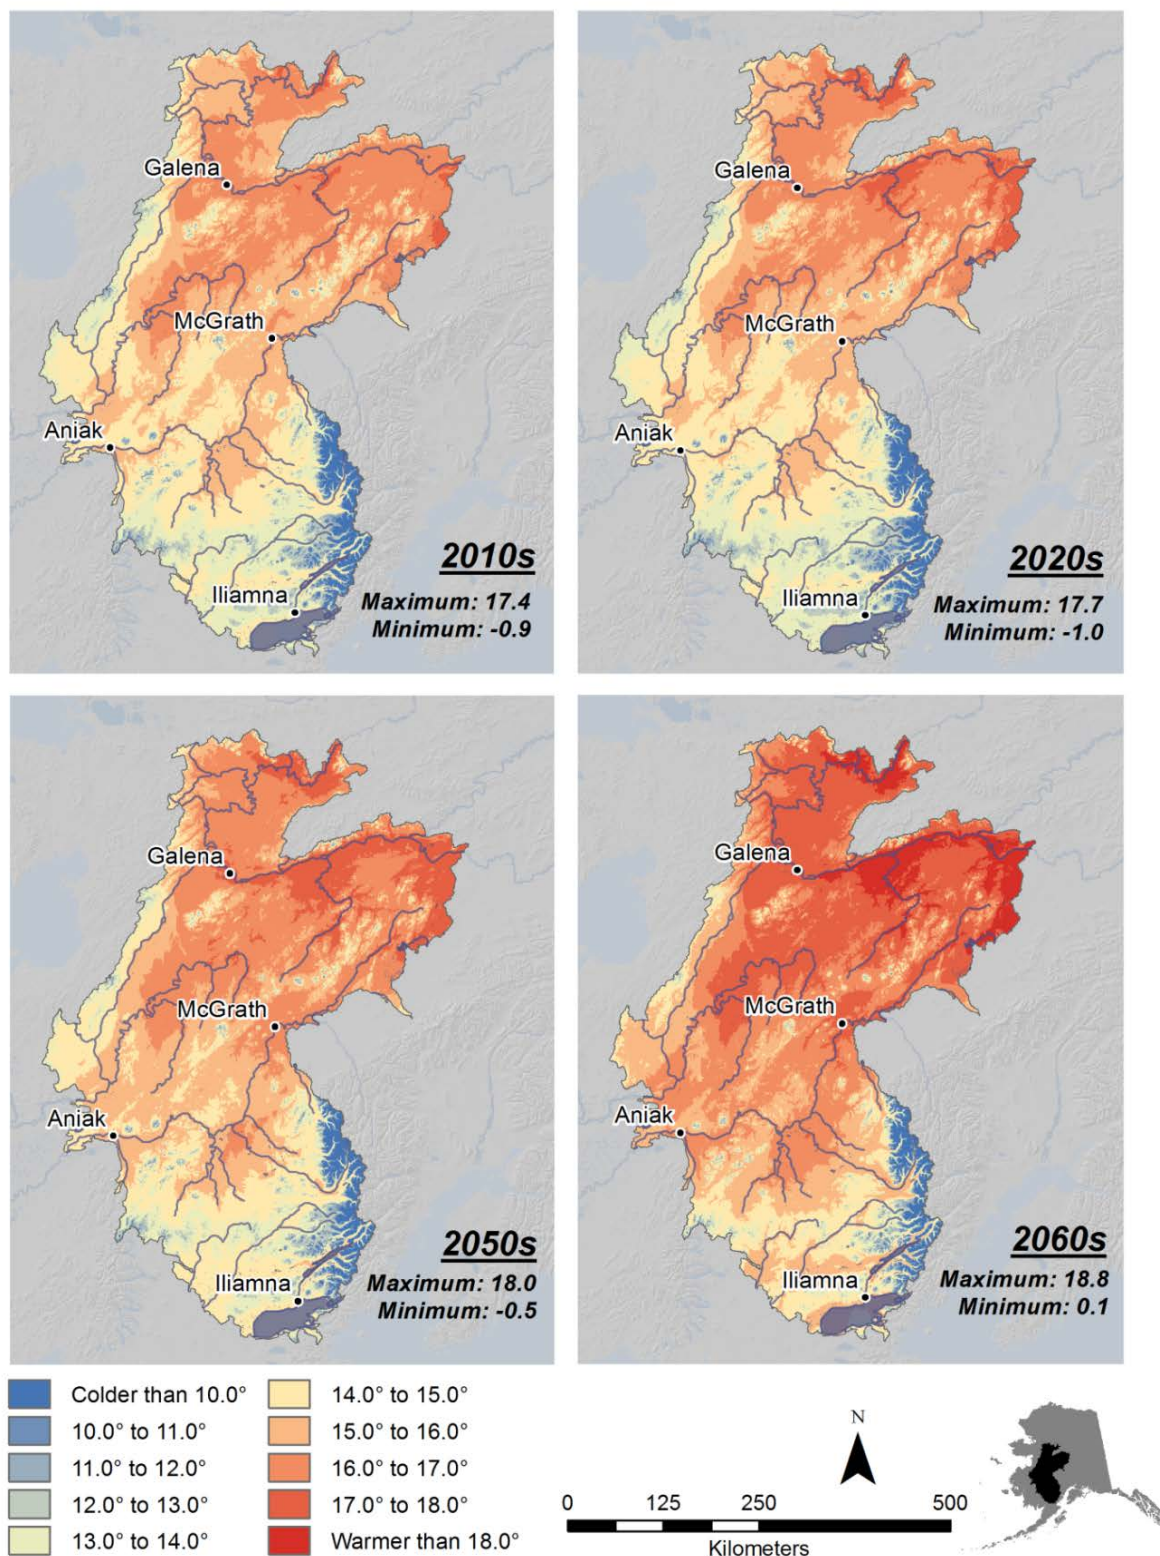 Galena
McGrath
Aniak
Iliamna
2010s
Maximum: 17.4
Minimum: -0.9
Galena
McGrath
Aniak
Iliamna
2020s
Maximum: 17.7
Minimum: -1.0
Galena
McGrath
Aniak
Iliamna
2050s
Maximum: 18.0
Minimum: -0.5
Galena
McGrath
Aniak
Iliamna
2060s
Maximum: 18.8
Minimum: 0.1
Colder than 10.0°
10.0° to 11.0°
11.0° to 12.0°
12.0° to 13.0°
13.0° to 14.0°
14.0° to 15.0°
15.0° to 16.0°
16.0° to 17.0°
17.0° to 18.0°
Warmer than 18.0°
N
0 125 250 500
Kilometers